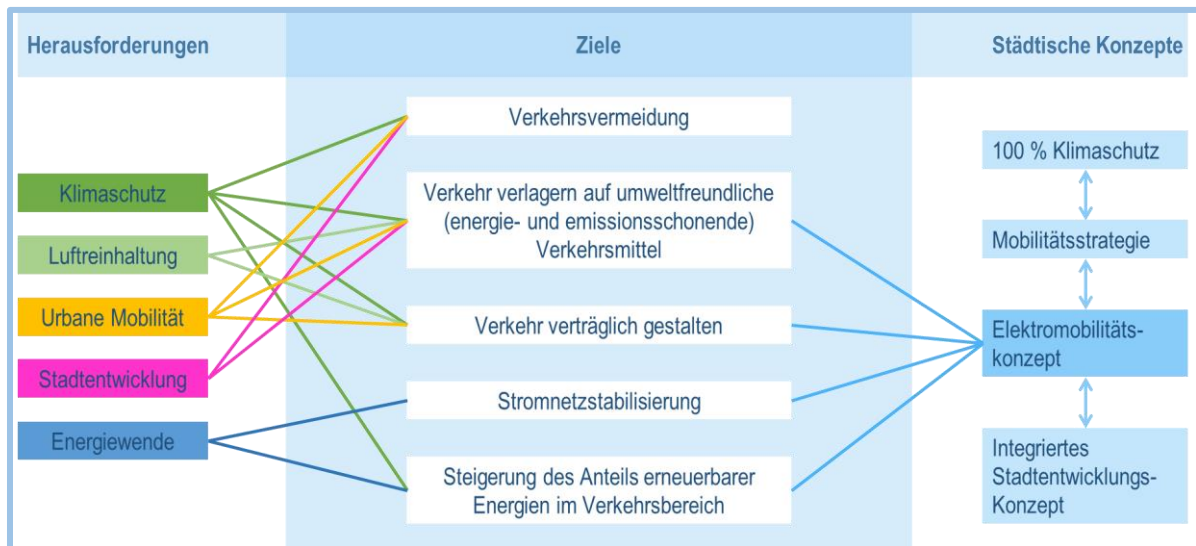 Herausforderungen
Ziele
Städtische Konzepte
Klimaschutz
Luftreinhaltung
Urbane Mobilität
Stadtentwicklung
Energiewende
Verkehrsvermeidung
Verkehr verlagern auf umweltfreundliche
(energie- und emissionsschonende)
Verkehrsmittel
Verkehr verträglich gestalten
Stromnetzstabilisierung
Steigerung des Anteils erneuerbarer
Energien im Verkehrsbereich
100 % Klimaschutz
Mobilitätsstrategie
Elektromobilitäts-
konzept
Integriertes
Stadtentwicklungs-
Konzept